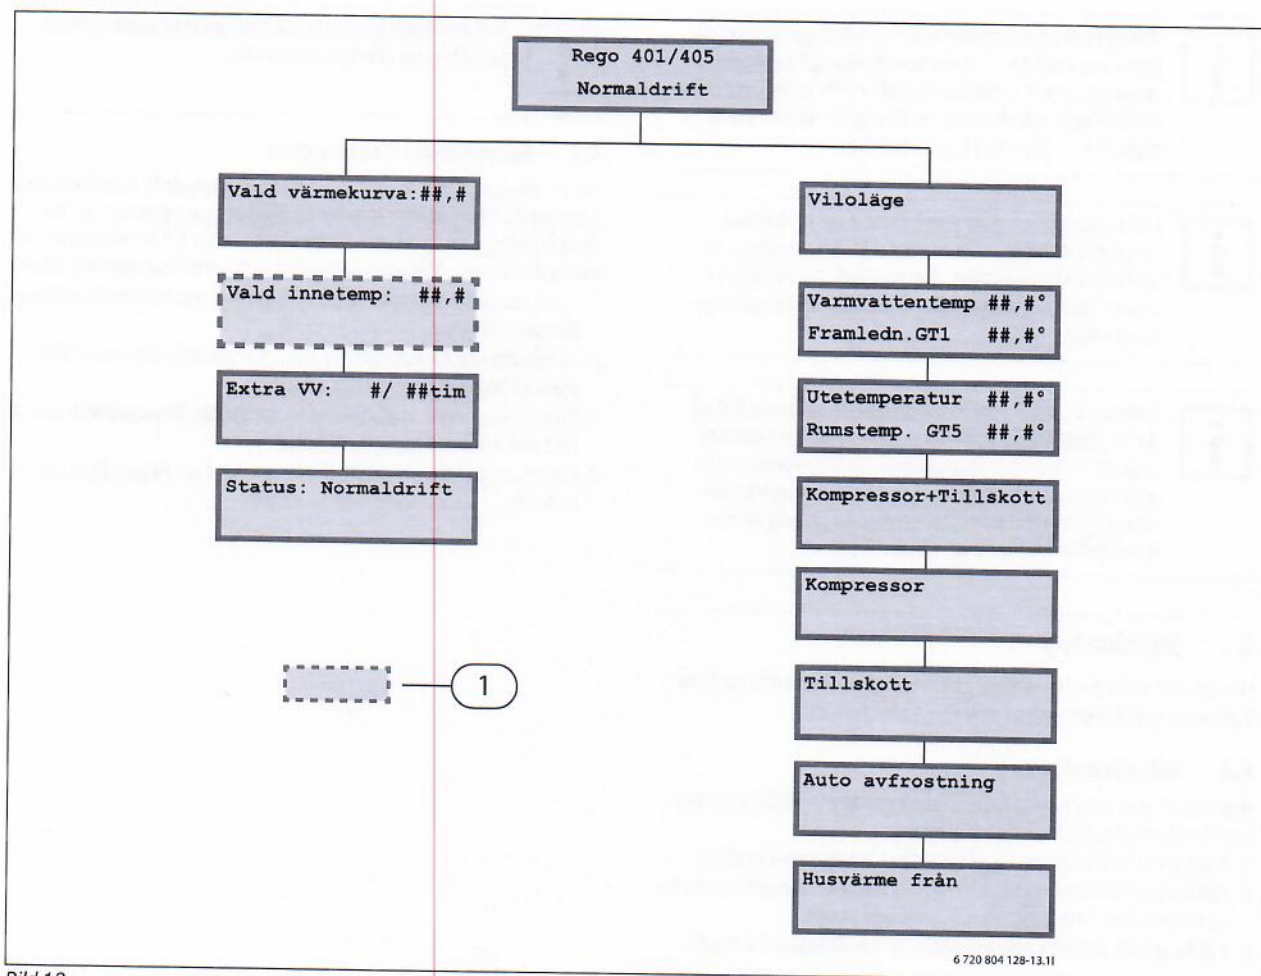 Rego 401/405
Normaldrift
Vald värmekurva:##,#
Vald innetemp: ##,#
Extra VV: #/ ##tim
Status: Normaldrift
1
Viloläge
Varmvattentemp ##,#°
Framledn.GT1 ##,#°
Utetemperatur ##,#°
Rumstemp. GT5 ##,#°
Kompressor+Tillskott
Kompressor
Tillskott
Auto avfrostning
Husvärme från
6 720 804 128-13.1I